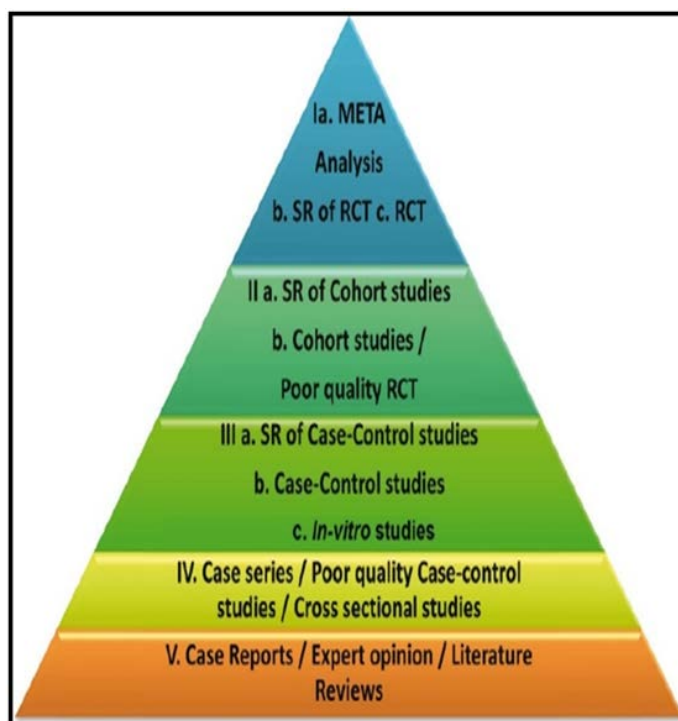 Ia. META
Analysis
b. SR of RCT c. RCT
II a. SR of Cohort studies
b. Cohort studies /
Poor quality RCT
III a. SR of Case-Control studies
b. Case-Control studies
c. In-vitro studies
IV. Case series / Poor quality Case-control
studies / Cross sectional studies
V. Case Reports / Expert opinion / Literature
Reviews